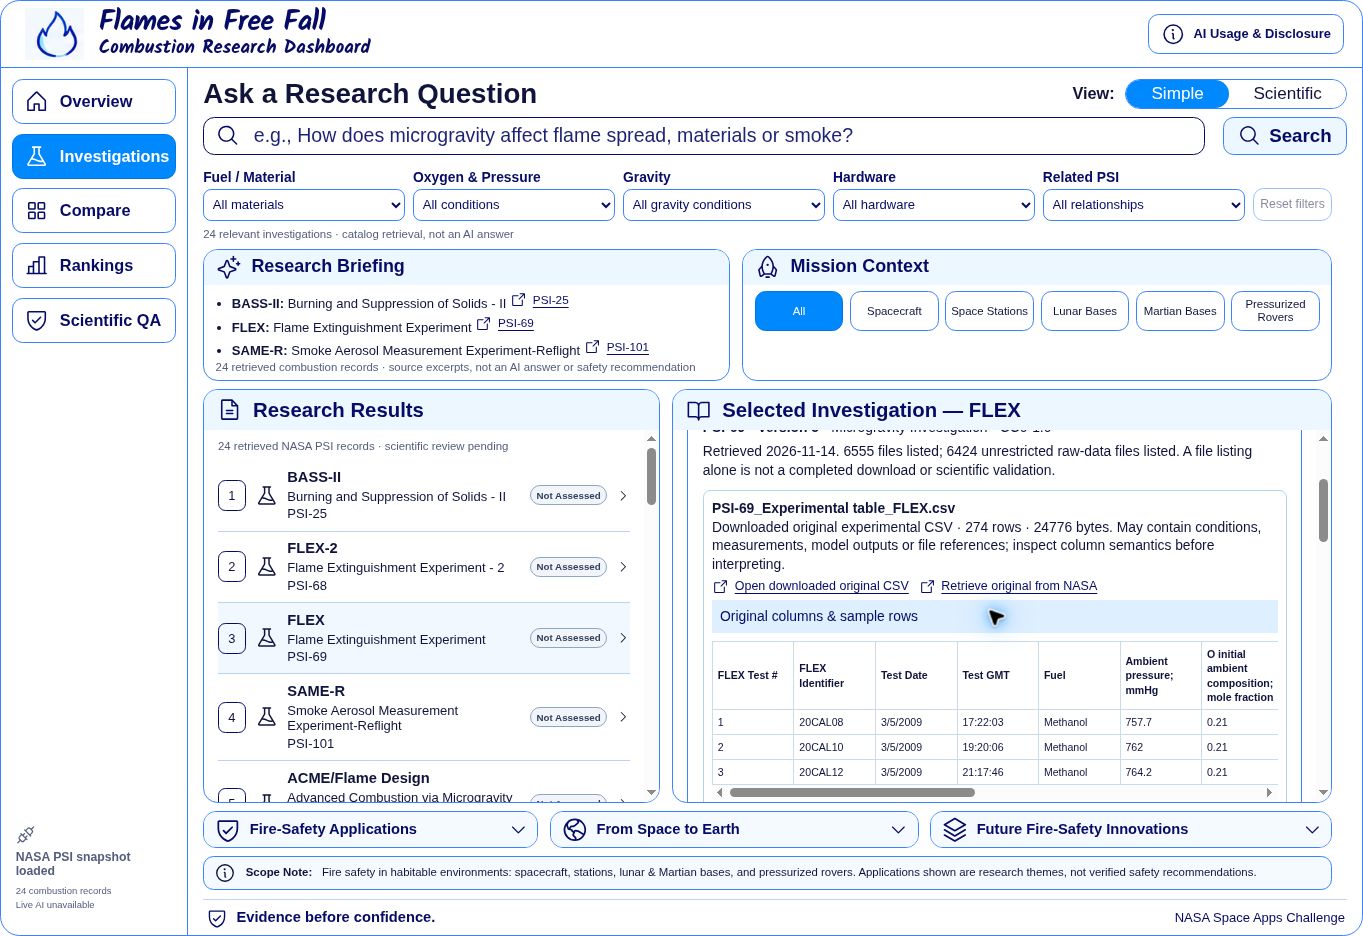 Flames in Free Fall
Combustion Research Dashboard
AI Usage & Disclosure
Overview
Investigations
Compare
Rankings
Scientific QA
NASA PSI snapshot
loaded
24 combustion records
Live AI unavailable
Ask a Research Question
View:
Simple
Scientific
e.g., How does microgravity affect flame spread, materials or smoke?
Search
Fuel / Material
Oxygen & Pressure
Gravity
Hardware
Related PSI
All materials
All conditions
All gravity conditions
All hardware
All relationships
Reset filters
24 relevant investigations · catalog retrieval, not an AI answer
Research Briefing
• BASS-II: Burning and Suppression of Solids - II PSI-25
• FLEX: Flame Extinguishment Experiment PSI-69
• SAME-R: Smoke Aerosol Measurement Experiment-Reflight PSI-101
24 retrieved combustion records · source excerpts, not an AI answer or safety recommendation
Mission Context
All
Spacecraft
Space Stations
Lunar Bases
Martian Bases
Pressurized
Rovers
Research Results
24 retrieved NASA PSI records · scientific review pending
1
BASS-II
Burning and Suppression of Solids - II
PSI-25
Not Assessed
2
FLEX-2
Flame Extinguishment Experiment - 2
PSI-68
Not Assessed
3
FLEX
Flame Extinguishment Experiment
PSI-69
Not Assessed
4
SAME-R
Smoke Aerosol Measurement
Experiment-Reflight
PSI-101
Not Assessed
5
ACME/Flame Design
Advanced Combustion via Microgravity
Selected Investigation — FLEX
Retrieved 2026-11-14. 6555 files listed; 6424 unrestricted raw-data files listed. A file listing
alone is not a completed download or scientific validation.
PSI-69_Experimental table_FLEX.csv
Downloaded original experimental CSV · 274 rows · 24776 bytes. May contain conditions,
measurements, model outputs or file references; inspect column semantics before
interpreting.
Open downloaded original CSV
Retrieve original from NASA
Original columns & sample rows
FLEX Test # FLEX Identifier Test Date Test GMT Fuel Ambient pressure; mmHg O initial ambient composition; mole fraction
1 20CAL08 3/5/2009 17:22:03 Methanol 757.7 0.21
2 20CAL10 3/5/2009 19:20:06 Methanol 762 0.21
3 20CAL12 3/5/2009 21:17:46 Methanol 764.2 0.21
Fire-Safety Applications
From Space to Earth
Future Fire-Safety Innovations
Scope Note: Fire safety in habitable environments: spacecraft, stations, lunar & Martian bases, and pressurized rovers. Applications shown are research themes, not verified safety recommendations.
Evidence before confidence.
NASA Space Apps Challenge